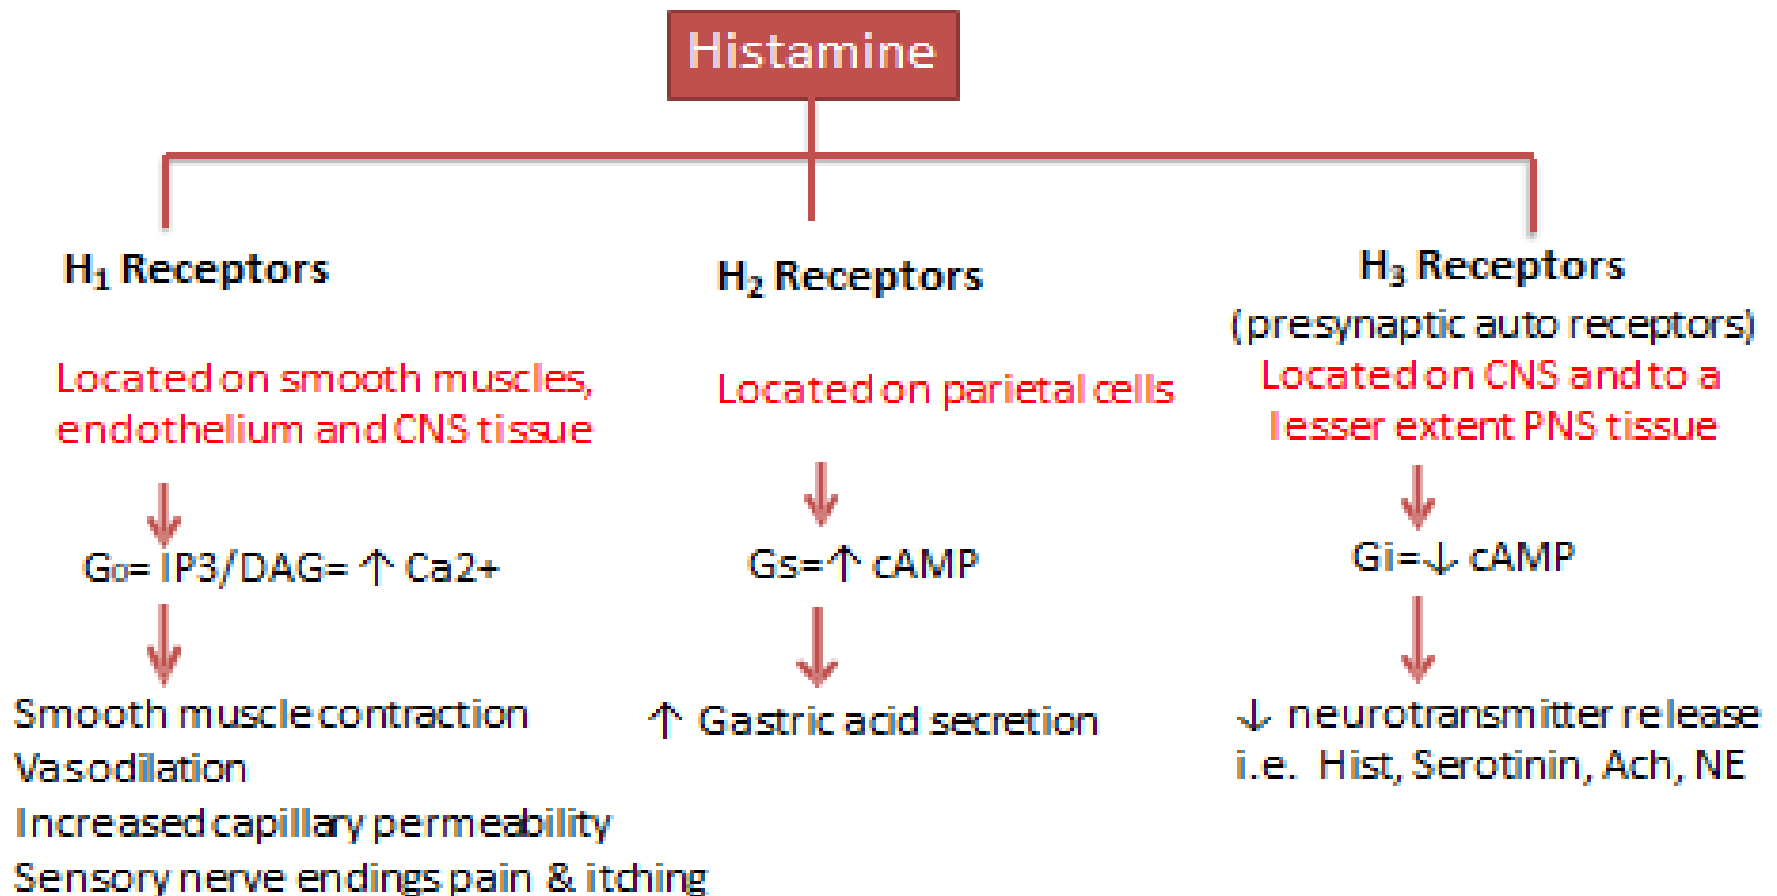 Histamine
H₁ Receptors
Located on smooth muscles,
endothelium and CNS tissue
G₀= IP3/DAG= ↑ Ca2+
Smooth muscle contraction
Vasodilation
Increased capillary permeability
Sensory nerve endings pain & itching
H₂ Receptors
Located on parietal cells
Gs=↑ cAMP
↑ Gastric acid secretion
H₃ Receptors
(presynaptic auto receptors)
Located on CNS and to a
lesser extent PNS tissue
Gi=↓ cAMP
↓ neurotransmitter release
i.e. Hist, Serotinin, Ach, NE